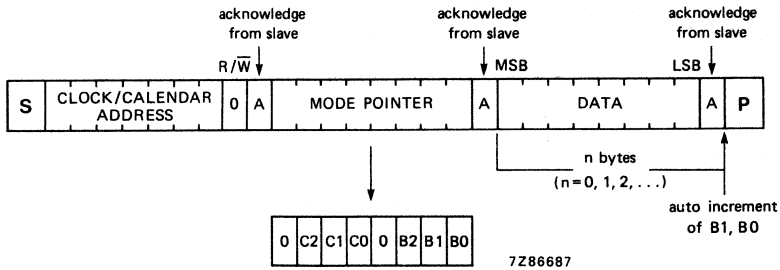 acknowledge acknowledge acknowledge
from slave from slave from slave
R/W̅ MSB LSB
S CLOCK/CALENDAR ADDRESS 0 A MODE POINTER A DATA A P
n bytes
(n=0, 1, 2, ...)
auto increment
of B1, B0
0 C2 C1 C0 0 B2 B1 B0
7Z86687